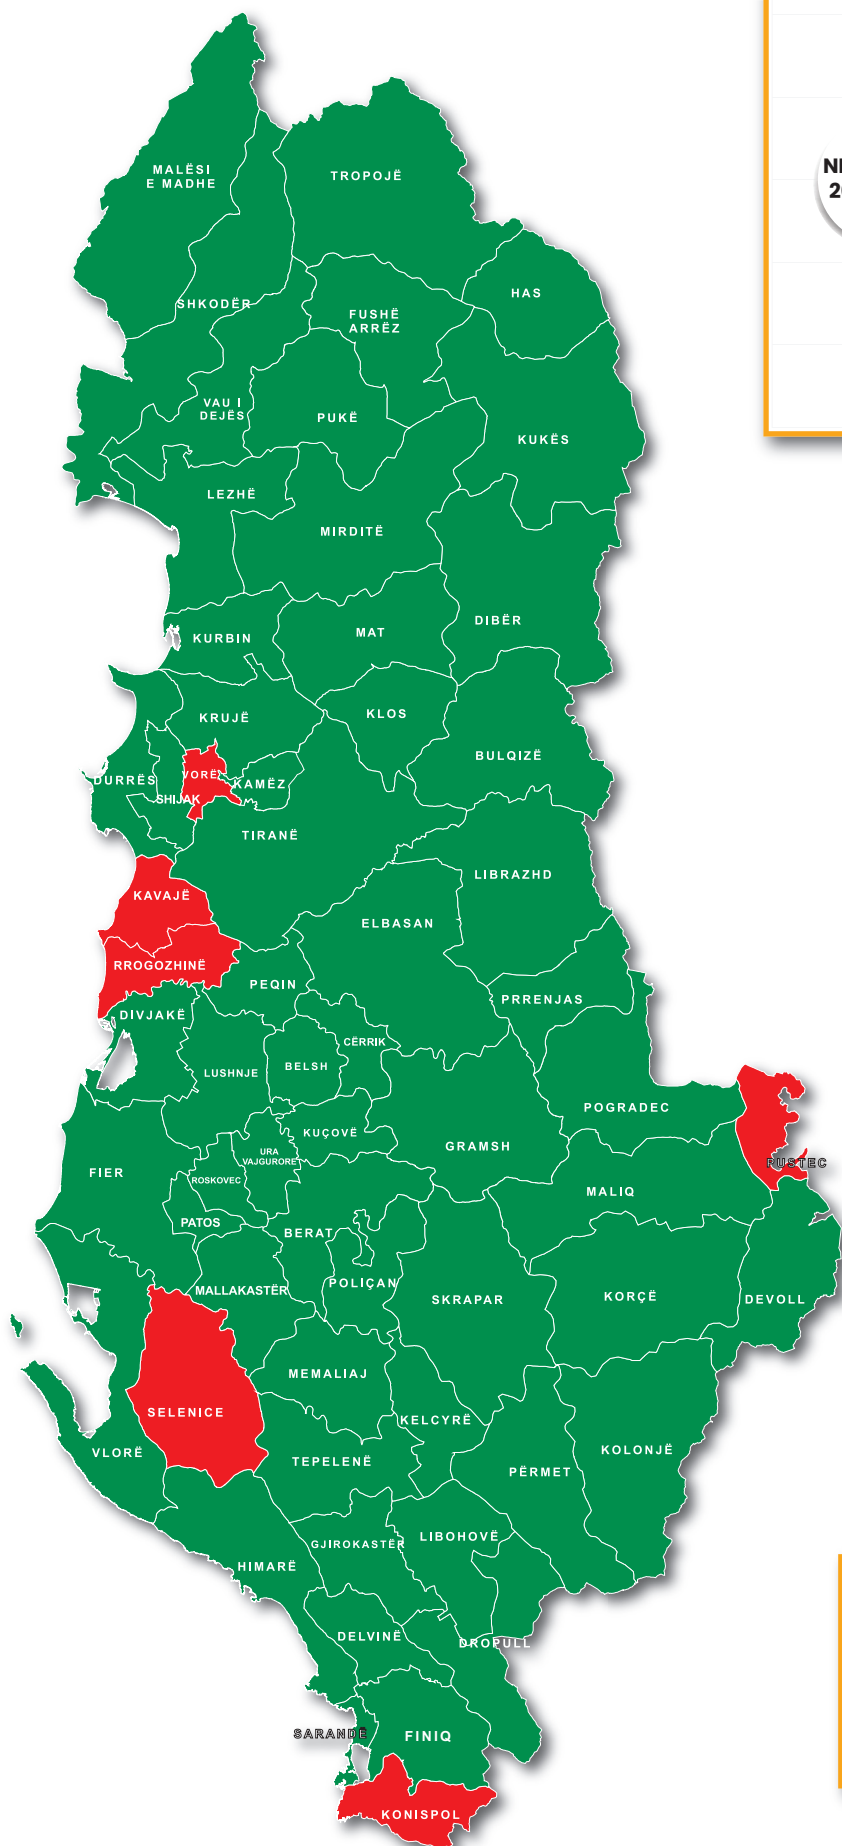 MALËSI
E MADHE
TROPOJË
HAS
SHKODËR
FUSHË
ARRËZ
VAU I
DEJËS
PUKË
KUKËS
LEZHË
MIRDITË
DIBËR
KURBIN
MAT
KRUJË
KLOS
BULQIZË
DURRËS
VORË
KAMËZ
SHIJAK
TIRANË
LIBRAZHD
KAVAJË
ELBASAN
RROGOZHINË
PEQIN
PRRENJAS
DIVJAKË
CËRRIK
LUSHNJE
BELSH
POGRADEC
KUÇOVË
GRAMSH
URA
VAJGURORE
PUSTEC
FIER
ROSKOVEC
MALIQ
PATOS
BERAT
POLIÇAN
MALLAKASTËR
SKRAPAR
KORÇË
DEVOLL
MEMALIAJ
SELENICE
KELCYRË
VLORË
TEPELENË
PËRMET
KOLONJË
GJIROKASTËR
LIBOHOVË
HIMARË
DELVINË
DROPULL
SARANDË
FINIQ
KONISPOL